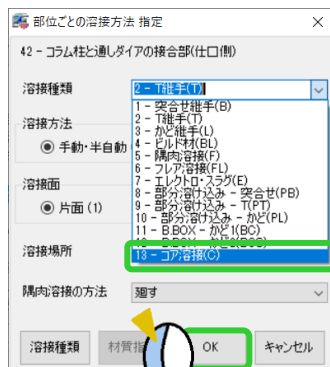 部位ごとの溶接方法 指定
42 - コラム柱と通しダイアの接合部(仕口側)
溶接種類
2 - T継手(T)
1 - 突合せ継手(B)
2 - T継手(T)
3 - かど継手(L)
4 - ビルド材(BL)
5 - 隅肉溶接(F)
6 - フレア溶接(FL)
7 - エレクトロ・スラグ(E)
8 - 部分溶け込み - 突合せ(PB)
9 - 部分溶け込み - T(PT)
10 - 部分溶け込み - かど(PL)
11 - B.BOX - かど1(BC)
13 - コア溶接(C)
溶接方法
手動・半自動
溶接面
片面 (1)
溶接場所
隅肉溶接の方法
廻す
溶接種類
材質
OK
キャンセル